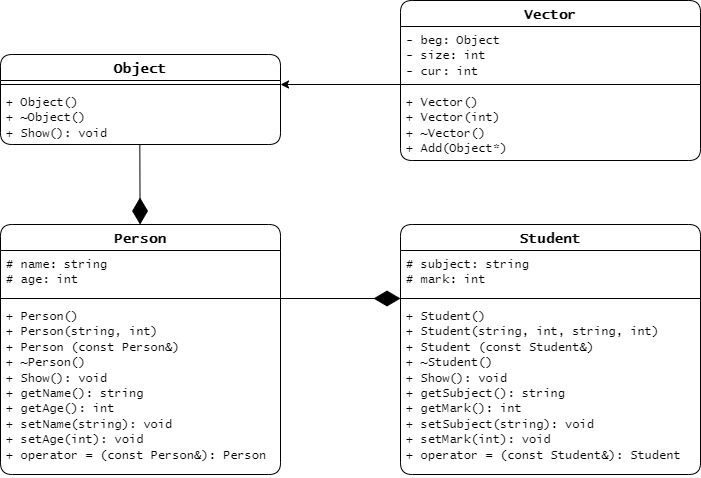 Object
+ Object()
+ ~Object()
+ Show(): void
Vector
- beg: Object
- size: int
- cur: int
+ Vector()
+ Vector(int)
+ ~Vector()
+ Add(Object*)
Person
# name: string
# age: int
+ Person()
+ Person(string, int)
+ Person (const Person&)
+ ~Person()
+ Show(): void
+ getName(): string
+ getAge(): int
+ setName(string): void
+ setAge(int): void
+ operator = (const Person&): Person
Student
# subject: string
# mark: int
+ Student()
+ Student(string, int, string, int)
+ Student (const Student&)
+ ~Student()
+ Show(): void
+ getSubject(): string
+ getMark(): int
+ setSubject(string): void
+ setMark(int): void
+ operator = (const Student&): Student